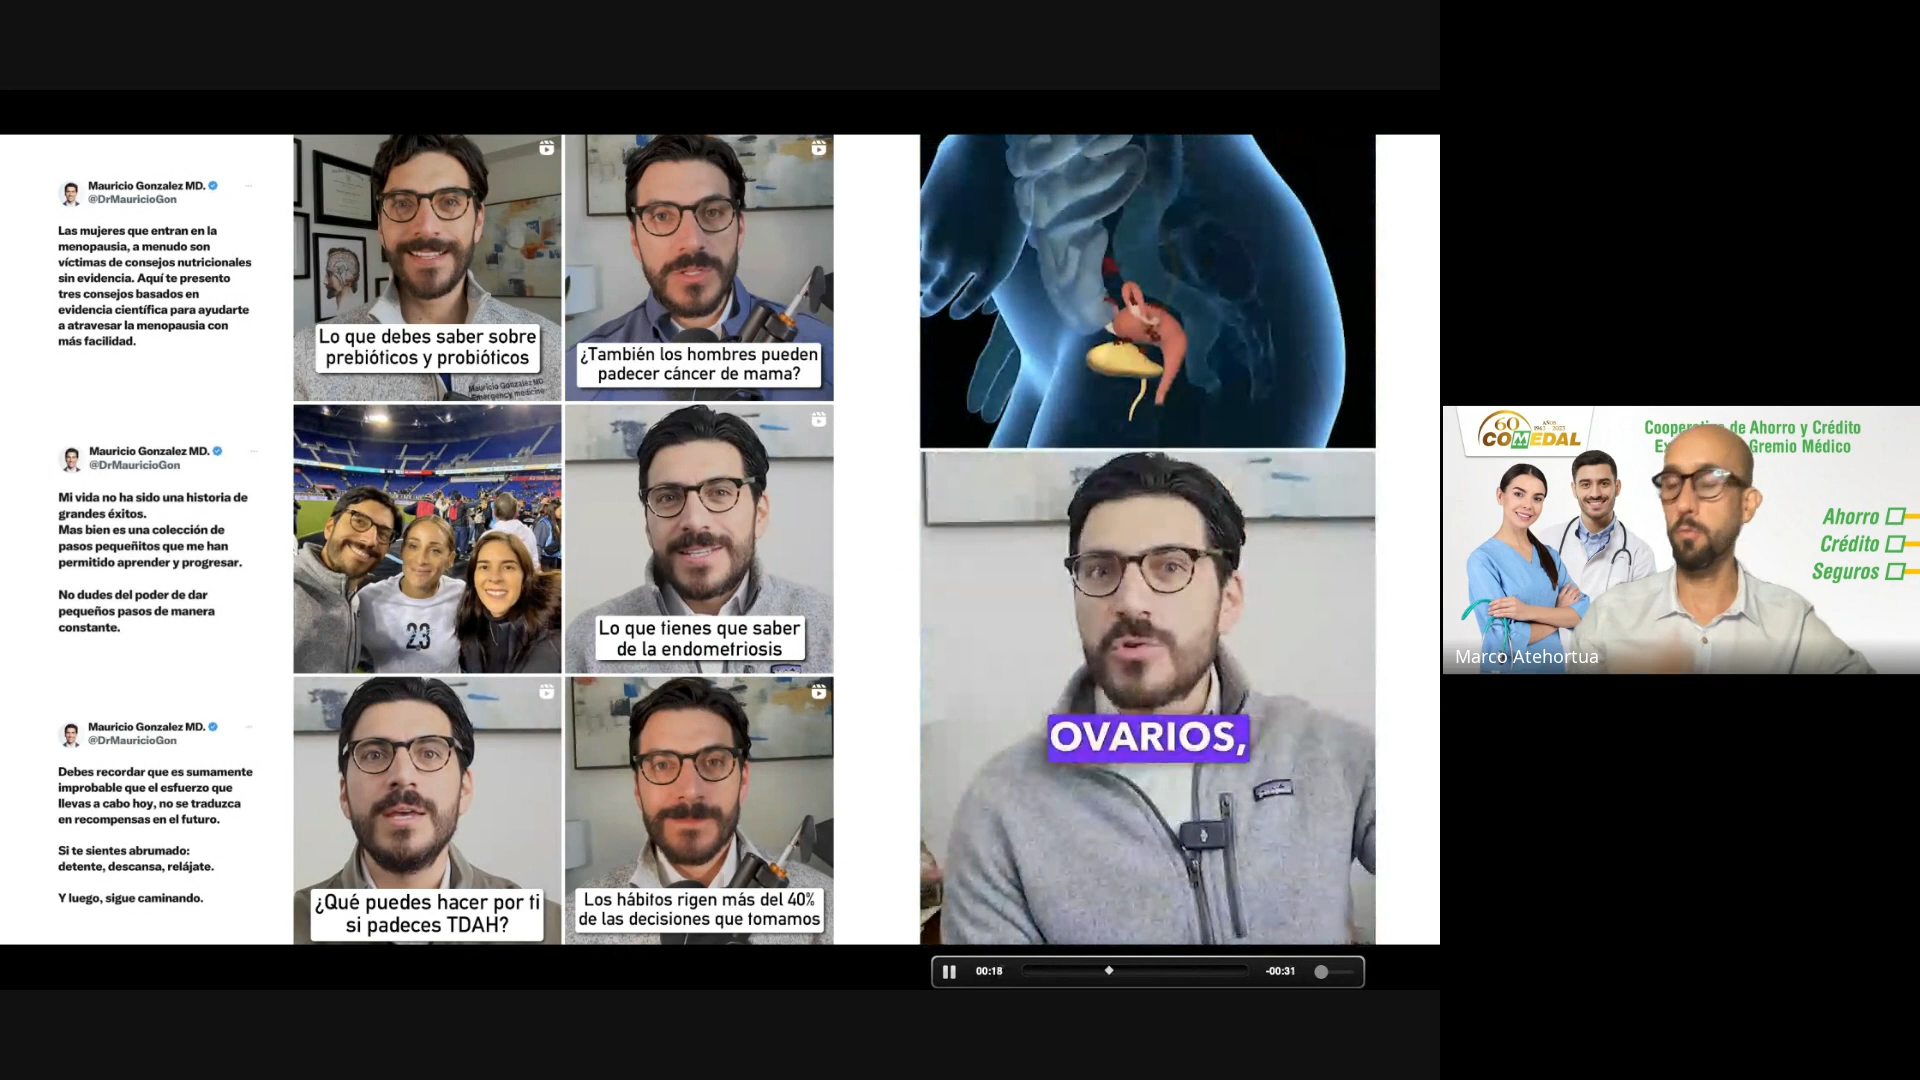 Mauricio Gonzalez MD.
@DrMauricioGon
Las mujeres que entran en la
menopausia, a menudo son
víctimas de consejos nutricionales
sin evidencia. Aquí te presento
tres consejos basados en
evidencia científica para ayudarte
a atravesar la menopausia con
más facilidad.
Mauricio Gonzalez MD.
@DrMauricioGon
Mi vida no ha sido una historia de
grandes éxitos.
Mas bien es una colección de
pasos pequeñitos que me han
permitido aprender y progresar.
No dudes del poder de dar
pequeños pasos de manera
constante.
Mauricio Gonzalez MD.
@DrMauricioGon
Debes recordar que es sumamente
improbable que el esfuerzo que
llevas a cabo hoy, no se traduzca
en recompensas en el futuro.
Si te sientes abrumado:
detente, descansa, relájate.
Y luego, sigue caminando.
Lo que debes saber sobre
prebióticos y probióticos
Mauricio Gonzalez MD
Emergency medicine
¿También los hombres pueden
padecer cáncer de mama?
23
Lo que tienes que saber
de la endometriosis
¿Qué puedes hacer por ti
si padeces TDAH?
Los hábitos rigen más del 40%
de las decisiones que tomamos
OVARIOS,
00:18
-00:31
60 AÑOS
COMEDAL
de Ahorro y Crédito
Gremio Médico
Ahorro
Crédito
Seguros
Marco Atehortua